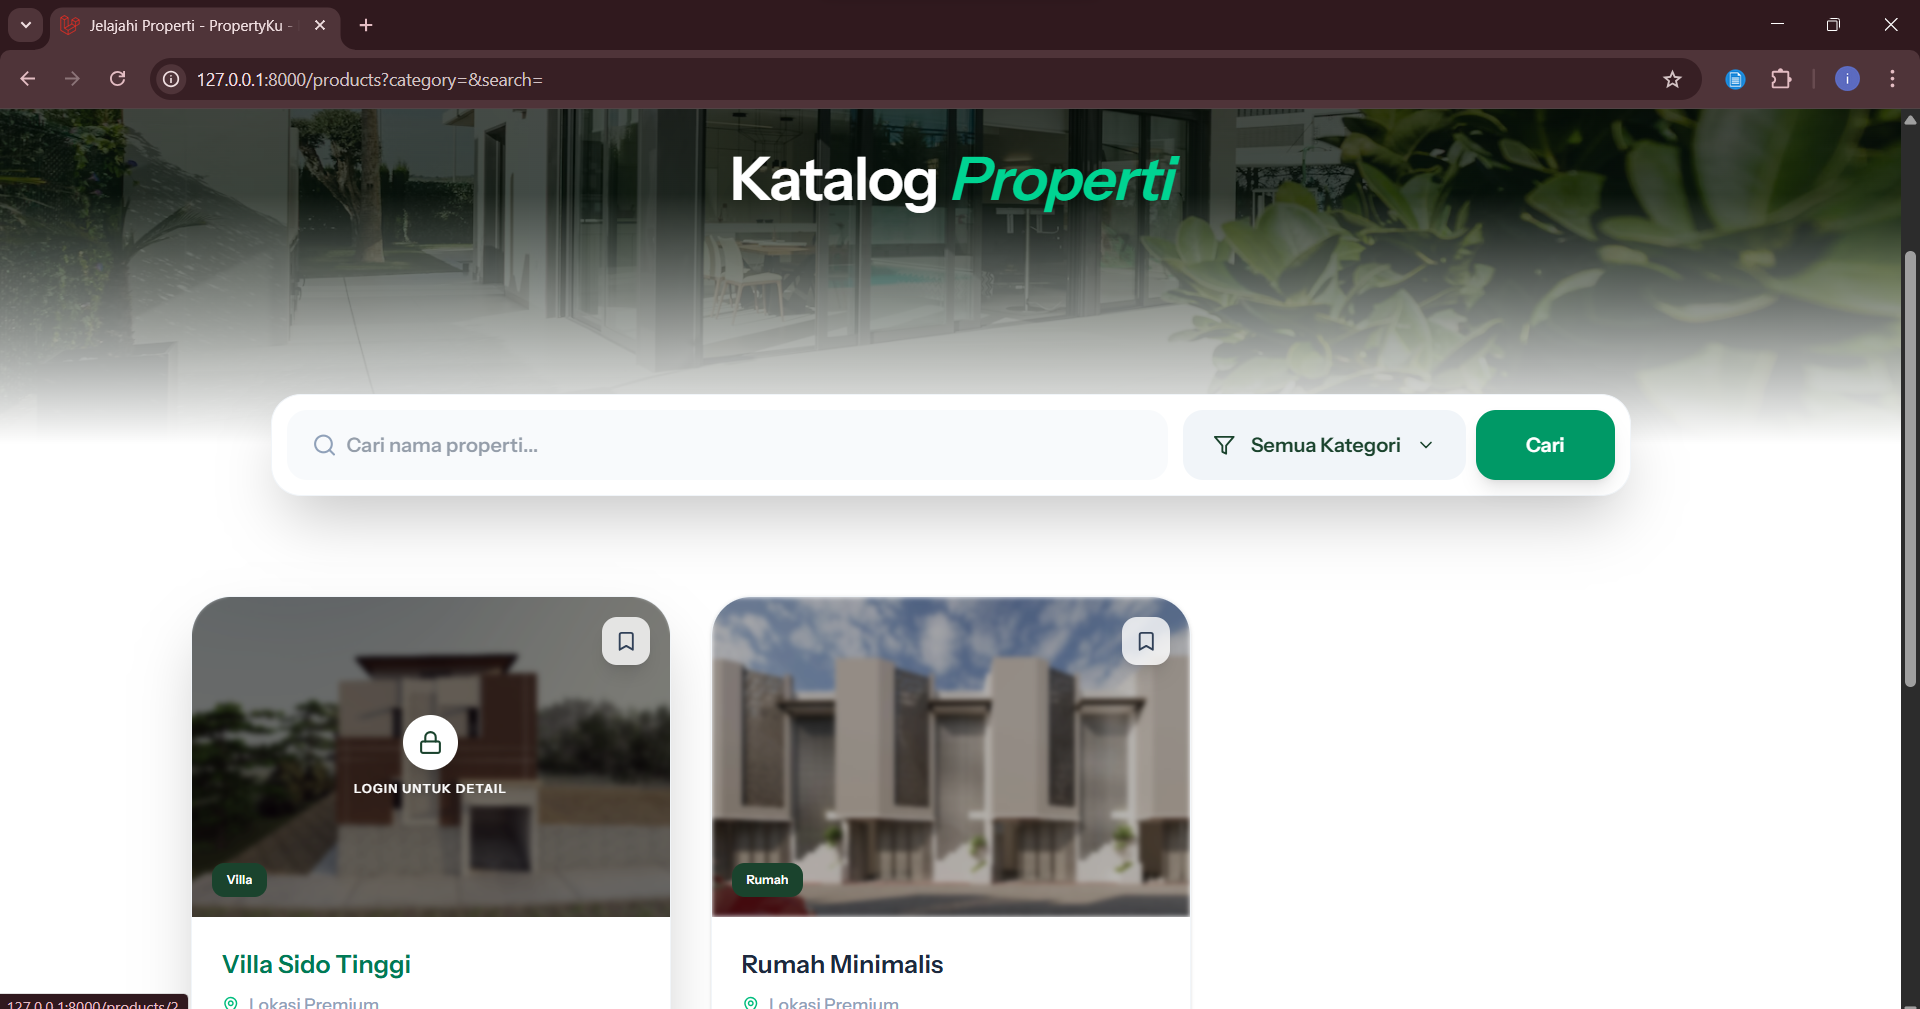 Jelajahi Properti - PropertyKu -
127.0.0.1:8000/products?category=&search=
i
Katalog Properti
Cari nama properti...
Semua Kategori
Cari
LOGIN UNTUK DETAIL
Villa
Rumah
Villa Sido Tinggi
Rumah Minimalis
Lokasi Premium
Lokasi Premium
127.0.0.1:8000/products/2